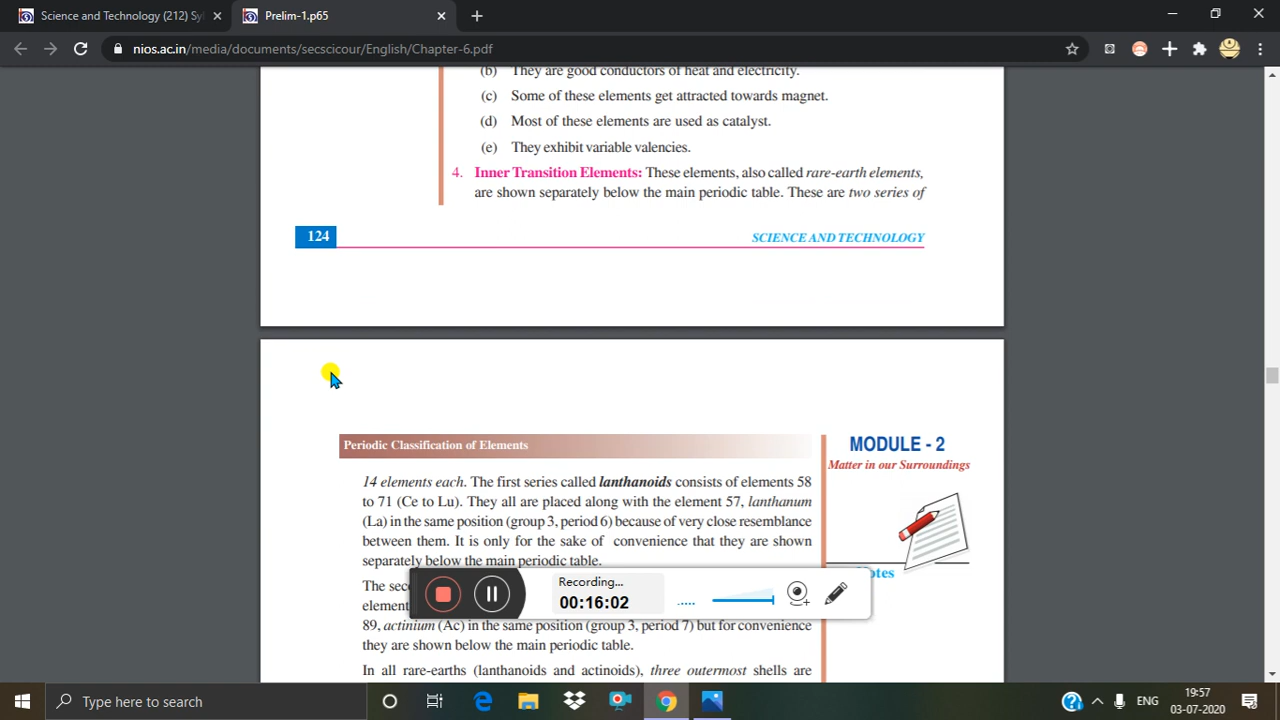 Science and Technology (212) Syl
Prelim-1.p65
nios.ac.in/media/documents/secscicour/English/Chapter-6.pdf
(b) They are good conductors of heat and electricity.
(c) Some of these elements get attracted towards magnet.
(d) Most of these elements are used as catalyst.
(e) They exhibit variable valencies.
4. Inner Transition Elements: These elements, also called rare-earth elements,
are shown separately below the main periodic table. These are two series of
124
SCIENCE AND TECHNOLOGY
Periodic Classification of Elements
MODULE - 2
Matter in our Surroundings
14 elements each. The first series called lanthanoids consists of elements 58
to 71 (Ce to Lu). They all are placed along with the element 57, lanthanum
(La) in the same position (group 3, period 6) because of very close resemblance
between them. It is only for the sake of convenience that they are shown
separately below the main periodic table.
The sec
element
89, actinium (Ac) in the same position (group 3, period 7) but for convenience
they are shown below the main periodic table.
In all rare-earths (lanthanoids and actinoids), three outermost shells are
otes
Recording...
00:16:02
Type here to search
ENG
19:57
03-07-2020